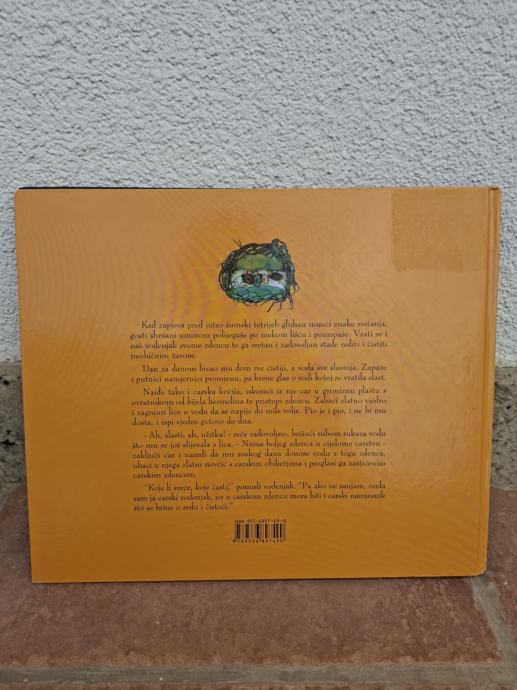 Kad zapjeva pred jutro šumski tetrijeb gluhan noseći znake svitanja,
gosti shrvani umorom polijegaše po mekom lišću i pozaspaše. Vrati se i
naš vodenjak svome zdencu te ga sretan i zadovoljan stade rediti i čistiti
neobičnim žarom.
Dan za danom bivao mu dom sve čistiji, a voda sve slasnija. Zapaze
i putnici namjernici promjenu, pa krene glas o vodi kojoj se vratila slast.
Naiđe tako i carska kočija, iskorači iz nje car u grimiznu plaštu s
ovratnikom od bijela hermelina te pristupi zdencu. Zabaci zlatno vjedro
i zagnjuri lice u vodu da se napije do mile volje. Pio je i pio, i ne bi mu
dosta, i ispi vjedro gotovo do dna.
- Ah, slasti, ah, užitka! - reče zadovoljno, brišući rubom rukava vodu
što mu se još slijevala s lica. - Nema boljeg zdenca u cijelome carstvu -
zaključi car i naredi da mu svakog dana donose vodu s toga zdenca,
ubaci u njega zlatni novčić s carskim obilježjima i proglasi ga zaštićenim
carskim zdencem.
"Koje li sreće, koje časti!" pomisli vodenjak. "Pa ako ne sanjam, onda
sam ja carski vodenjak, jer u carskom zdencu mora biti i carski namjesnik
što se brine o redu i čistoći."
ISBN 953-6897-49-0
9 789536 897490